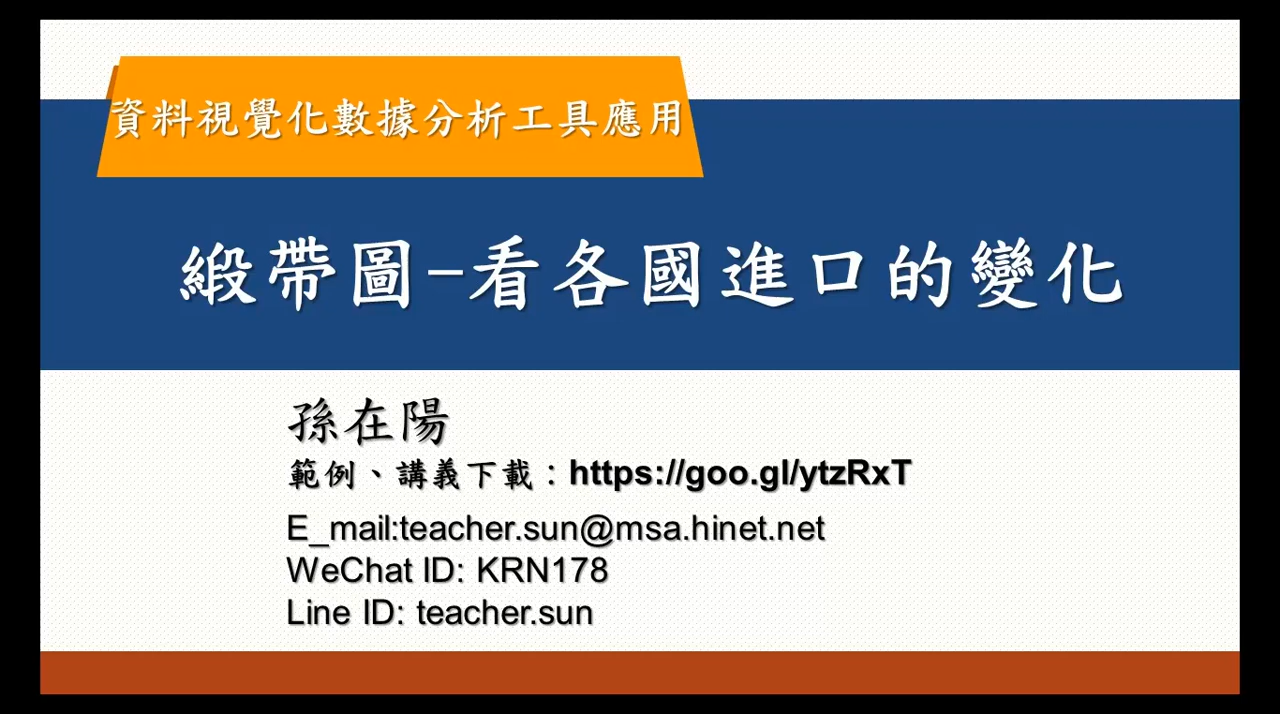 資料視覺化數據分析工具應用
緞帶圖-看各國進口的變化
孫在陽
範例、講義下載：https://goo.gl/ytzRxT
E_mail:teacher.sun@msa.hinet.net
WeChat ID: KRN178
Line ID: teacher.sun